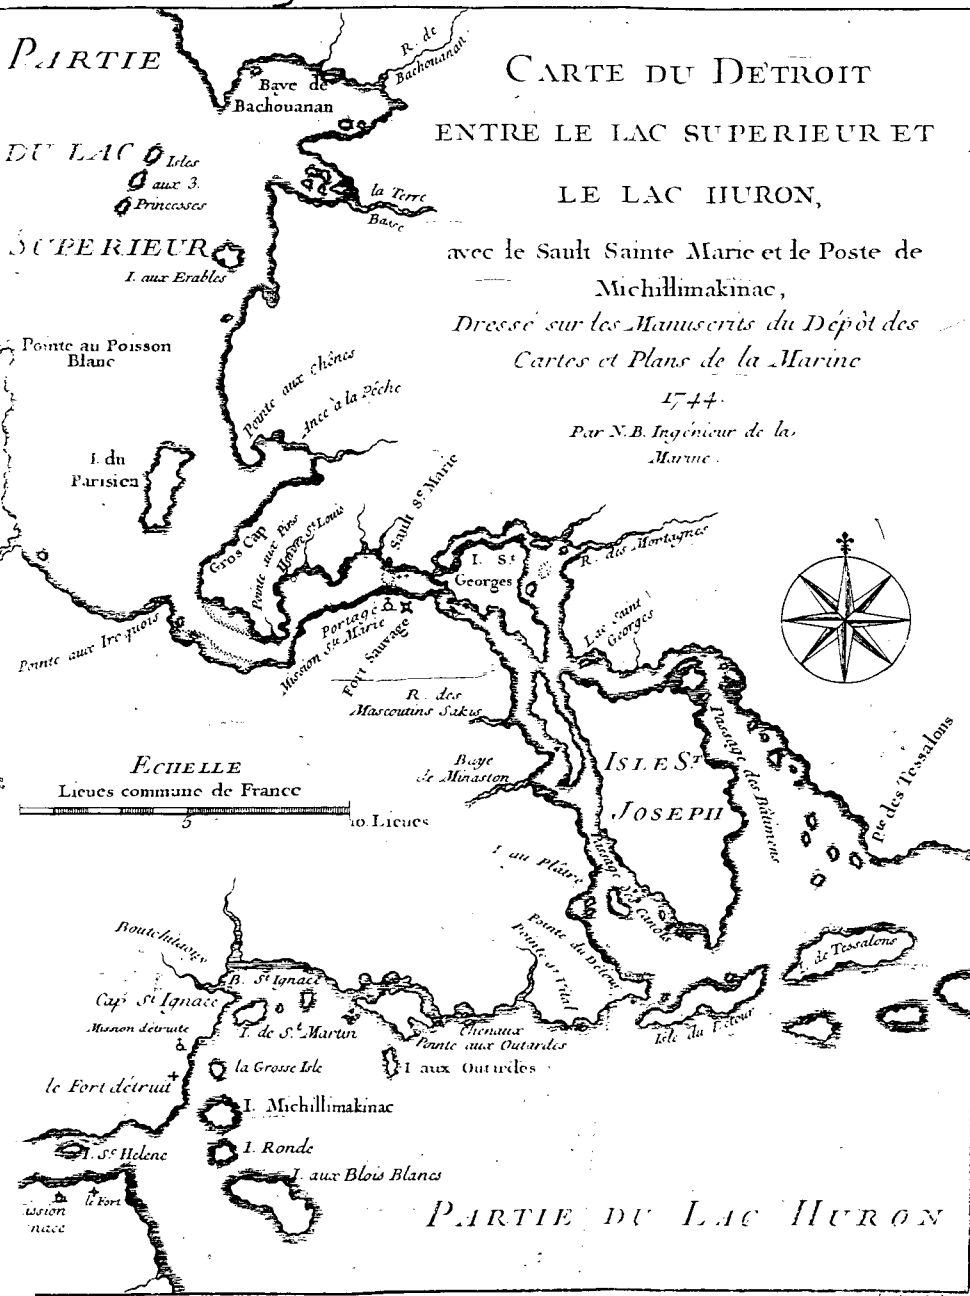 PARTIE
DU LAC
SUPERIEUR
CARTE DU DETROIT
ENTRE LE LAC SUPERIEUR ET
LE LAC HURON,
avec le Sault Sainte Marie et le Poste de
Michillimakinac,
Dressé sur les Manuscrits du Dépôt des
Cartes et Plans de la Marine
1744.
Par N.B. Ingénieur de la
Marine.
R. de
Bachouanan
Baye de
Bachouanan
Isles
aux 3.
Princesses
la Terre
Baye
I. aux Erables
Pointe au Poisson
Blanc
Pointe aux chênes
Ance à la Pêche
I. du
Parisien
Gros Cap
Pointe aux Pins
Havre St Louis
Sault Ste Marie
I. St
Georges
R. des Mortagnes
Lac Saint
Georges
Pointe aux Iroquois
Portage
Mission Ste Marie
Fort Sauvage
R. des
Mascoutins Sakis
Baye
de Minaston
ISLE ST
JOSEPH
Passage des Bâtimens
Pte des Tessalons
ECHELLE
Lieues commune de France
5
10. Lieues
I au Plâtre
Passage
Canots
Pointe du Détour
Pointe St Vital
I. de Tessalons
Isle du Détour
Boutchitaouy
B. St Ignace
Cap St Ignace
I. de St Martin
Mission détruite
Chenaux
Pointe aux Outardes
la Grosse Isle
I aux Outardes
le Fort détruit
I. Michillimakinac
I. Ronde
I. Ste Helene
I. aux Blois Blancs
le Fort
ission
nace
PARTIE DU LAC HURON